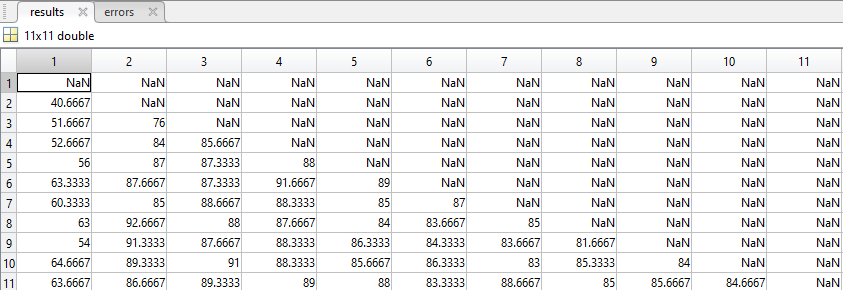 results errors
11x11 double
1 2 3 4 5 6 7 8 9 10 11
1 NaN NaN NaN NaN NaN NaN NaN NaN NaN NaN NaN
2 40.6667 NaN NaN NaN NaN NaN NaN NaN NaN NaN NaN
3 51.6667 76 NaN NaN NaN NaN NaN NaN NaN NaN NaN
4 52.6667 84 85.6667 NaN NaN NaN NaN NaN NaN NaN NaN
5 56 87 87.3333 88 NaN NaN NaN NaN NaN NaN NaN
6 63.3333 87.6667 87.3333 91.6667 89 NaN NaN NaN NaN NaN NaN
7 60.3333 85 88.6667 88.3333 85 87 NaN NaN NaN NaN NaN
8 63 92.6667 88 87.6667 84 83.6667 85 NaN NaN NaN NaN
9 54 91.3333 87.6667 88.3333 86.3333 84.3333 83.6667 81.6667 NaN NaN NaN
10 64.6667 89.3333 91 88.3333 85.6667 86.3333 83 85.3333 84 NaN NaN
11 63.6667 86.6667 89.3333 89 88 83.3333 88.6667 85 85.6667 84.6667 NaN